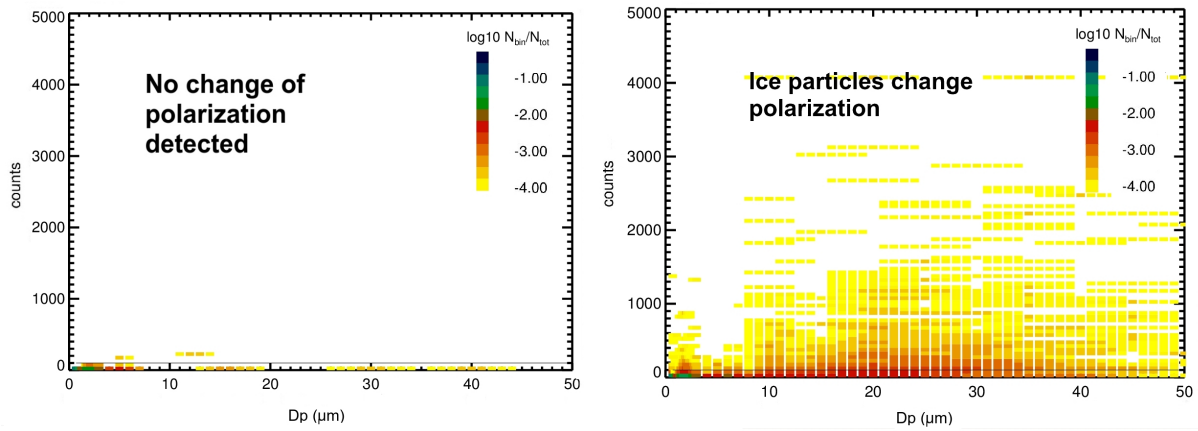 5000
4000
3000
2000
1000
0
counts
0 10 20 30 40 50
Dp (μm)
No change of
polarization
detected
log10 Nbin/Ntot
-1.00
-2.00
-3.00
-4.00
5000
4000
3000
2000
1000
0
counts
0 10 20 30 40 50
Dp (μm)
Ice particles change
polarization
log10 Nbin/Ntot
-1.00
-2.00
-3.00
-4.00